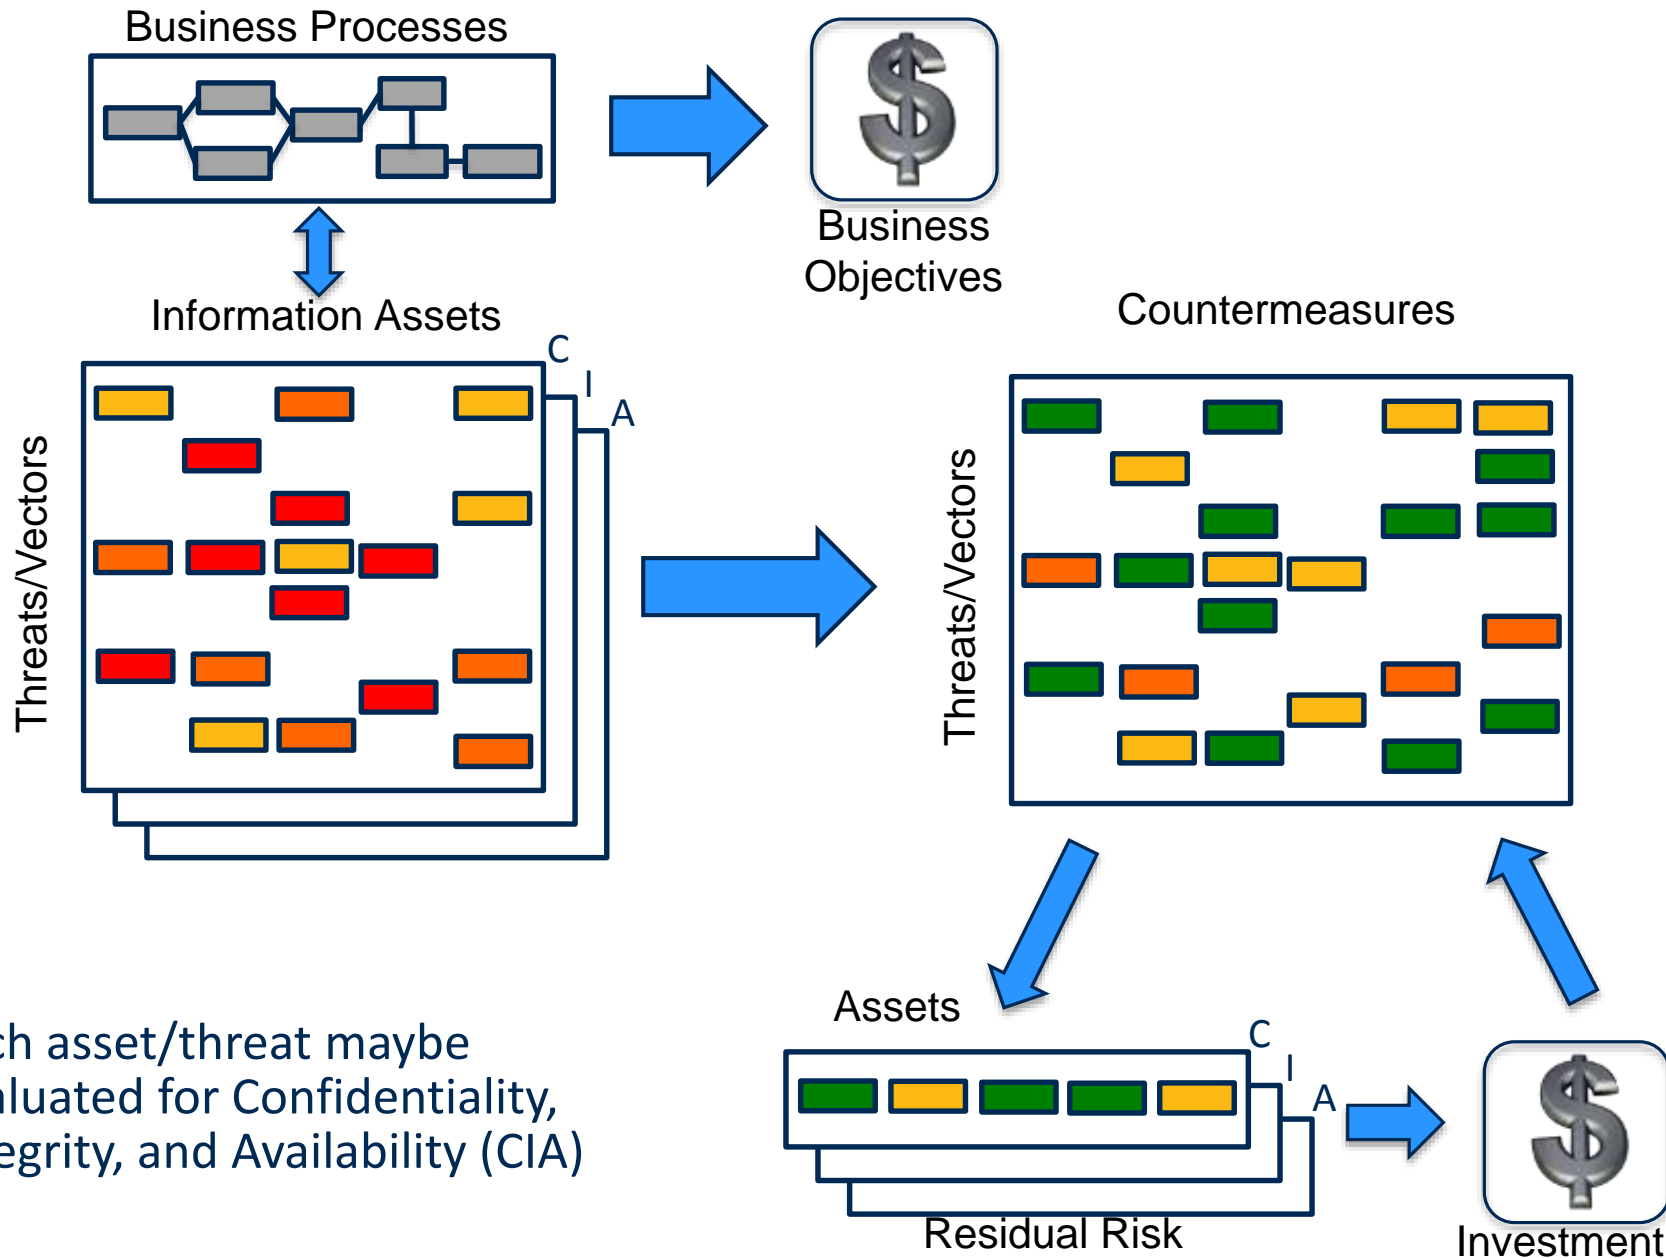 Business Processes
Business
Objectives
Information Assets
Countermeasures
C
I
A
Threats/Vectors
Threats/Vectors
Assets
C
I
A
ch asset/threat maybe
aluated for Confidentiality,
egrity, and Availability (CIA)
Residual Risk
Investment